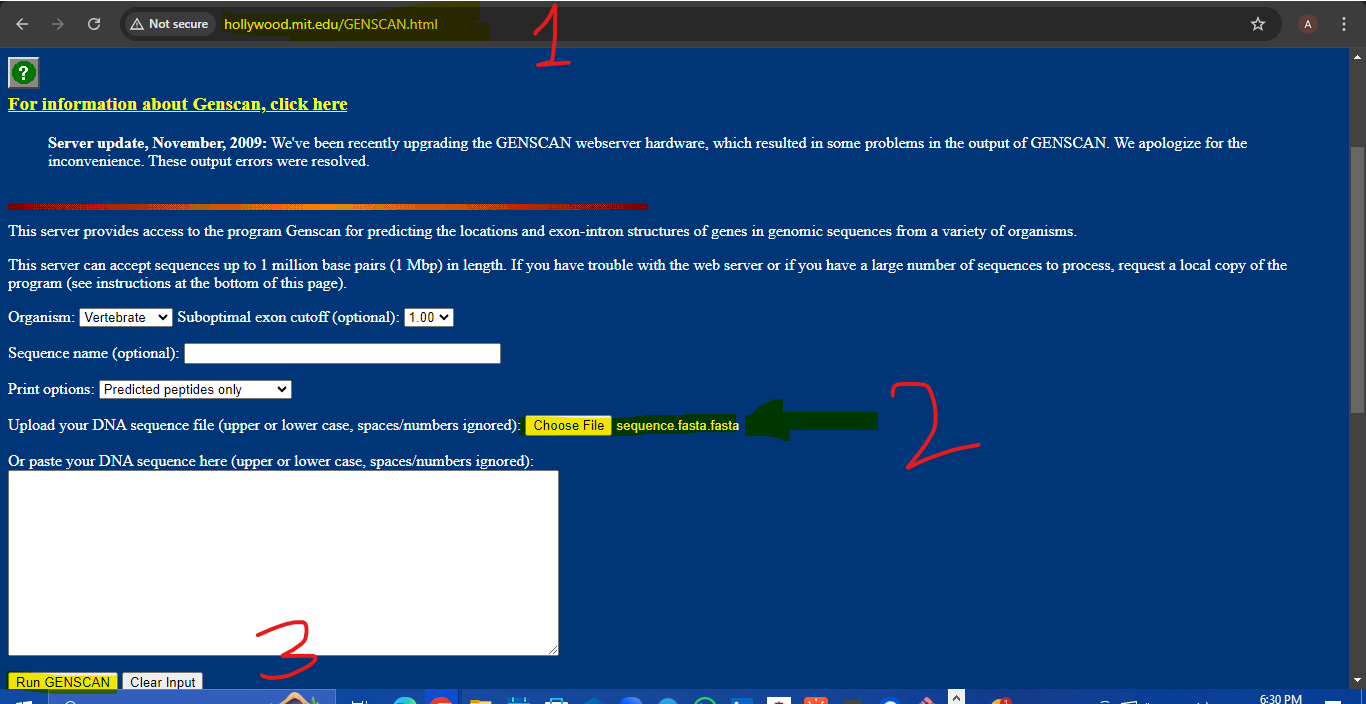 Not secure hollywood.mit.edu/GENSCAN.html A
1
?
For information about Genscan, click here
Server update, November, 2009: We've been recently upgrading the GENSCAN webserver hardware, which resulted in some problems in the output of GENSCAN. We apologize for the
inconvenience. These output errors were resolved.
This server provides access to the program Genscan for predicting the locations and exon-intron structures of genes in genomic sequences from a variety of organisms.
This server can accept sequences up to 1 million base pairs (1 Mbp) in length. If you have trouble with the web server or if you have a large number of sequences to process, request a local copy of the
program (see instructions at the bottom of this page).
Organism: Vertebrate Suboptimal exon cutoff (optional): 1.00
Sequence name (optional):
Print options: Predicted peptides only
Upload your DNA sequence file (upper or lower case, spaces/numbers ignored): Choose File sequence.fasta.fasta
2
Or paste your DNA sequence here (upper or lower case, spaces/numbers ignored):
3
Run GENSCAN Clear Input
6:30 PM